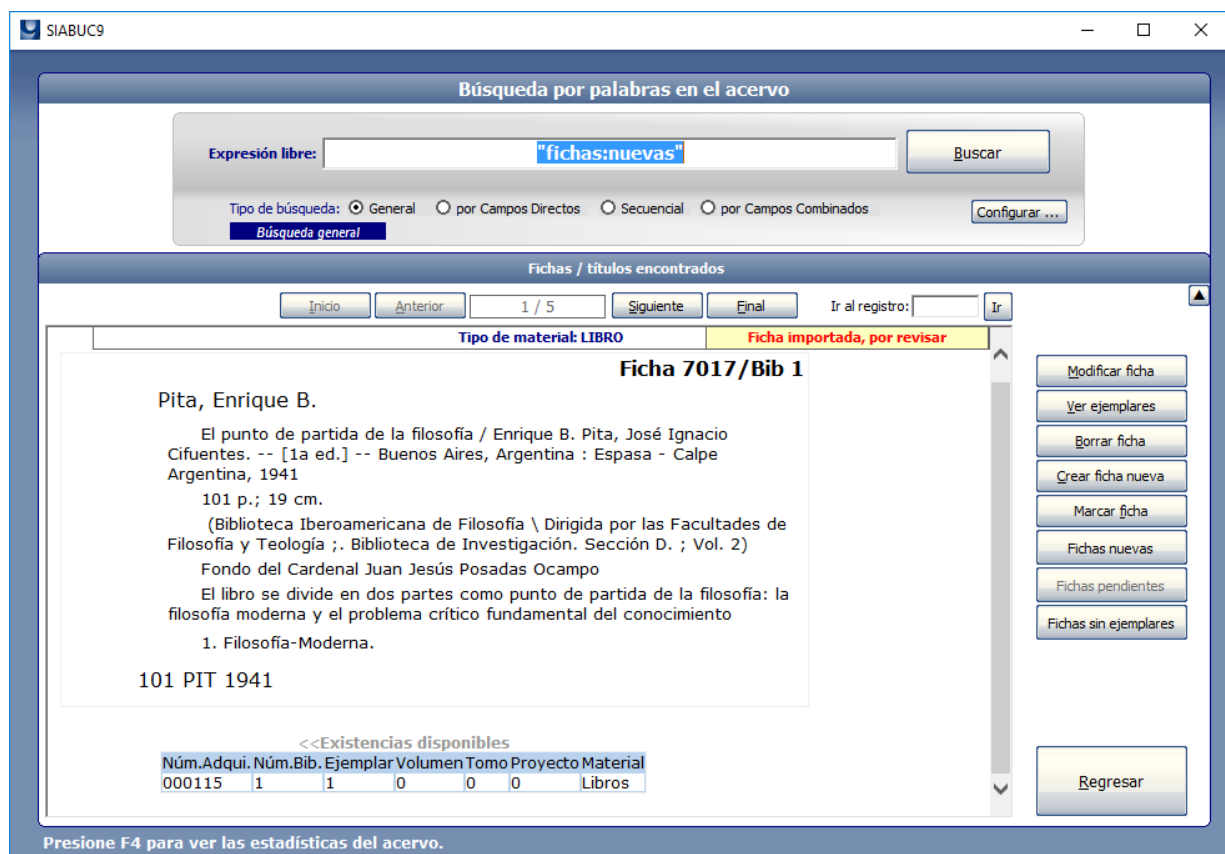 SIABUC9
Búsqueda por palabras en el acervo
Expresión libre: "fichas:nuevas" Buscar
Tipo de búsqueda: General por Campos Directos Secuencial por Campos Combinados Configurar ...
Búsqueda general
Fichas / títulos encontrados
Inicio Anterior 1 / 5 Siguiente Final Ir al registro: Ir
Tipo de material: LIBRO Ficha importada, por revisar
Ficha 7017/Bib 1
Pita, Enrique B.
El punto de partida de la filosofía / Enrique B. Pita, José Ignacio
Cifuentes. -- [1a ed.] -- Buenos Aires, Argentina : Espasa - Calpe
Argentina, 1941
101 p.; 19 cm.
(Biblioteca Iberoamericana de Filosofía \ Dirigida por las Facultades de
Filosofía y Teología ;. Biblioteca de Investigación. Sección D. ; Vol. 2)
Fondo del Cardenal Juan Jesús Posadas Ocampo
El libro se divide en dos partes como punto de partida de la filosofía: la
filosofía moderna y el problema crítico fundamental del conocimiento
1. Filosofía-Moderna.
101 PIT 1941
<<Existencias disponibles
Núm.Adqui. Núm.Bib. Ejemplar Volumen Tomo Proyecto Material
000115 1 1 0 0 0 Libros
Modificar ficha
Ver ejemplares
Borrar ficha
Crear ficha nueva
Marcar ficha
Fichas nuevas
Fichas pendientes
Fichas sin ejemplares
Regresar
Presione F4 para ver las estadísticas del acervo.